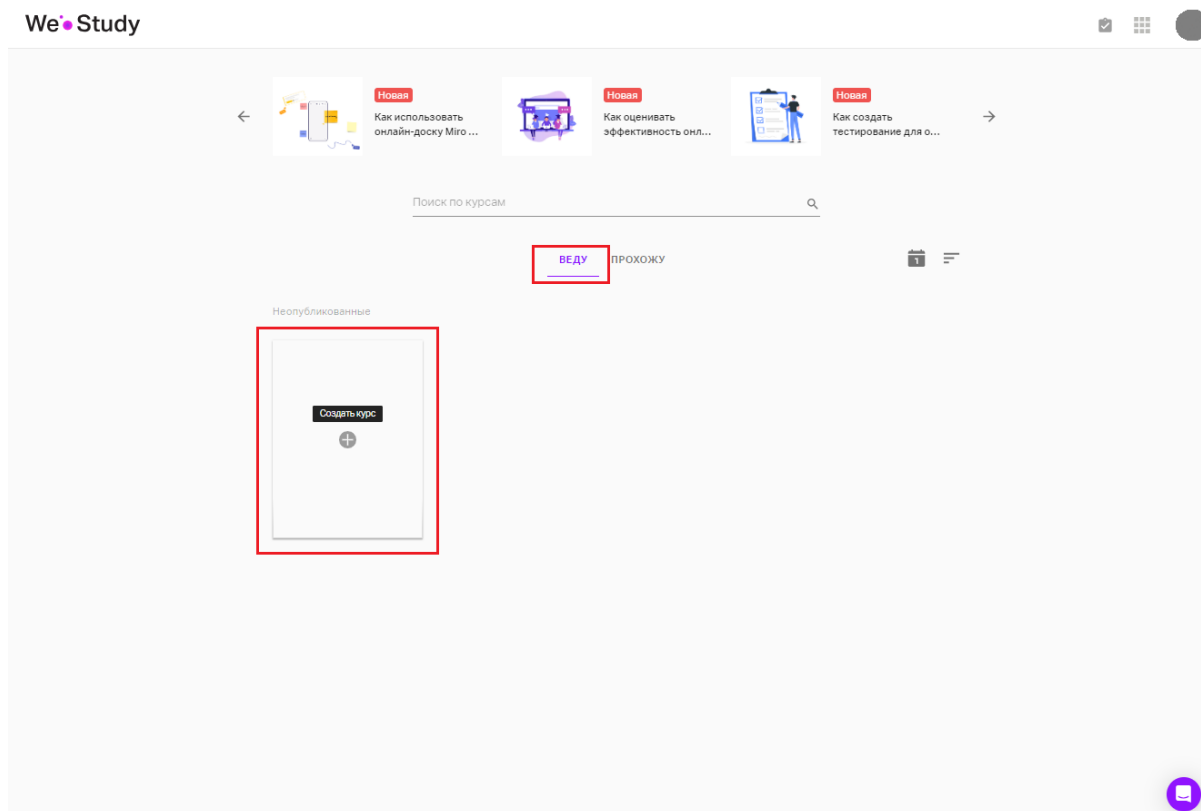 We Study
Новая
Как использовать
онлайн-доску Miro ...
Новая
Как оценивать
эффективность онл...
Новая
Как создать
тестирование для о...
Поиск по курсам
ВЕДУ
ПРОХОЖУ
1
Неопубликованные
Создать курс